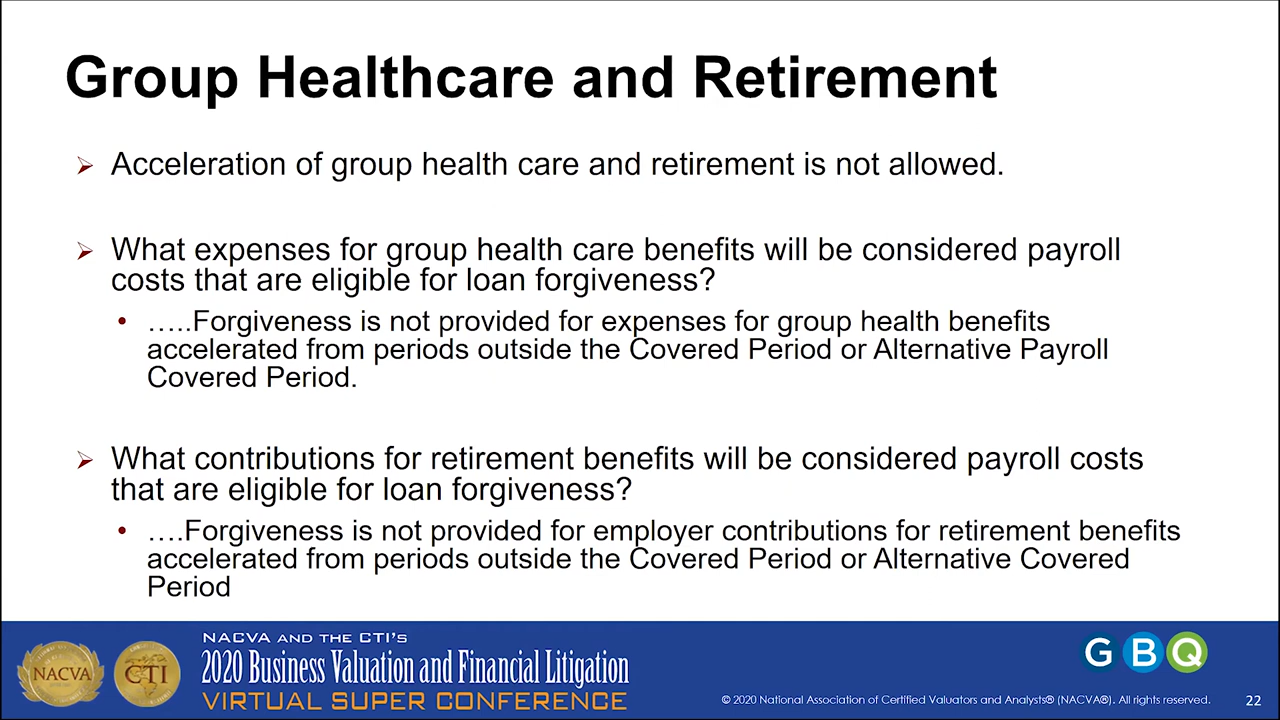 Group Healthcare and Retirement
➢ Acceleration of group health care and retirement is not allowed.
➢ What expenses for group health care benefits will be considered payroll
costs that are eligible for loan forgiveness?
• …..Forgiveness is not provided for expenses for group health benefits
accelerated from periods outside the Covered Period or Alternative Payroll
Covered Period.
➢ What contributions for retirement benefits will be considered payroll costs
that are eligible for loan forgiveness?
• ….Forgiveness is not provided for employer contributions for retirement benefits
accelerated from periods outside the Covered Period or Alternative Covered
Period
NACVA
CTI
NACVA AND THE CTI'S
2020 Business Valuation and Financial Litigation
VIRTUAL SUPER CONFERENCE
GBQ
© 2020 National Association of Certified Valuators and Analysts® (NACVA®). All rights reserved.
22